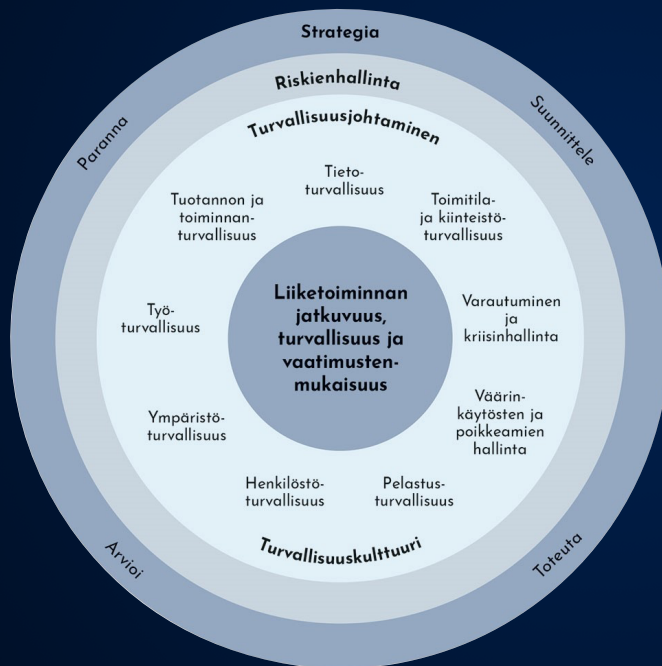 Strategia
Suunnittele
Toteuta
Arvioi
Paranna
Riskienhallinta
Turvallisuusjohtaminen
Tieto-
turvallisuus
Toimitila-
ja kiinteistö-
turvallisuus
Varautuminen
ja
kriisinhallinta
Väärin-
käytösten ja
poikkeamien
hallinta
Pelastus-
turvallisuus
Henkilöstö-
turvallisuus
Ympäristö-
turvallisuus
Työ-
turvallisuus
Tuotannon ja
toiminnan-
turvallisuus
Liiketoiminnan
jatkuvuus,
turvallisuus ja
vaatimusten-
mukaisuus
Turvallisuuskulttuuri